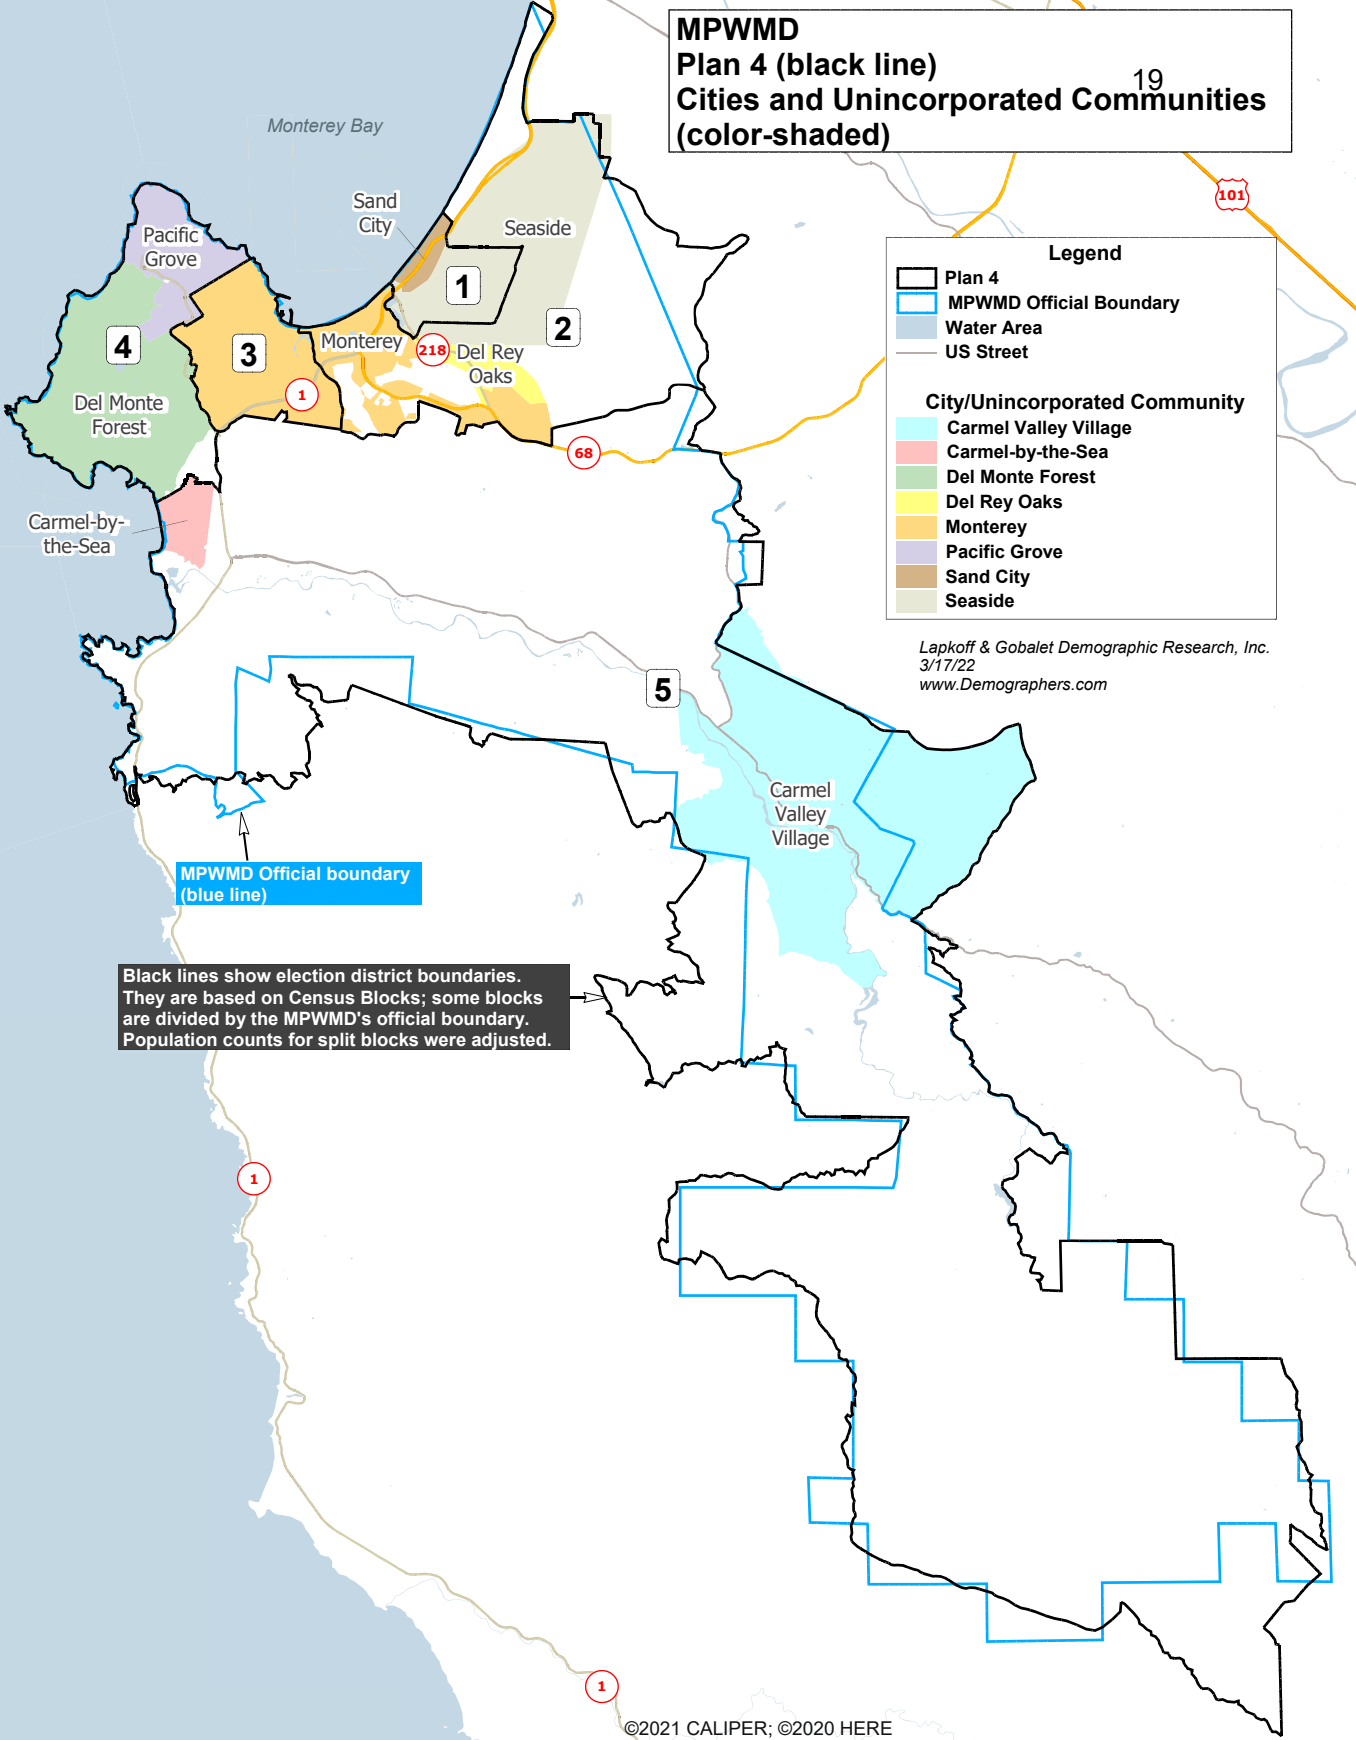 MPWMD
Plan 4 (black line)
19
Cities and Unincorporated Communities
(color-shaded)
Monterey Bay
101
Sand
City
Seaside
Pacific
Grove
Legend
Plan 4
MPWMD Official Boundary
Water Area
US Street
City/Unincorporated Community
Carmel Valley Village
Carmel-by-the-Sea
Del Monte Forest
Del Rey Oaks
Monterey
Pacific Grove
Sand City
Seaside
1
2
3
4
Monterey
218
Del Rey
Oaks
1
Del Monte
Forest
68
Carmel-by-
the-Sea
Lapkoff & Gobalet Demographic Research, Inc.
3/17/22
www.Demographers.com
5
Carmel
Valley
Village
MPWMD Official boundary
(blue line)
Black lines show election district boundaries.
They are based on Census Blocks; some blocks
are divided by the MPWMD's official boundary.
Population counts for split blocks were adjusted.
1
1
©2021 CALIPER; ©2020 HERE